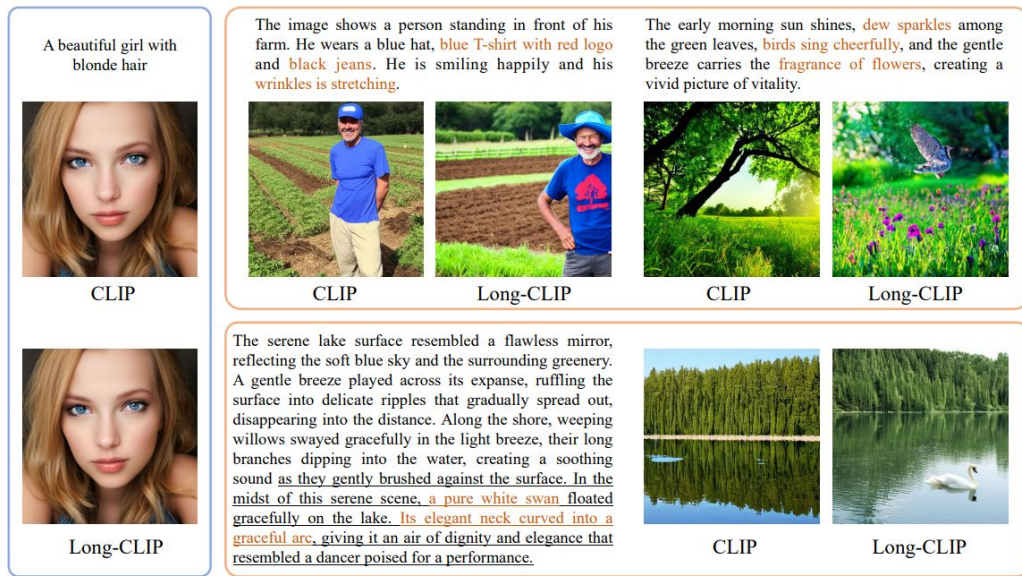 A beautiful girl with
blonde hair
CLIP
Long-CLIP
The image shows a person standing in front of his
farm. He wears a blue hat, blue T-shirt with red logo
and black jeans. He is smiling happily and his
wrinkles is stretching.
CLIP
Long-CLIP
The early morning sun shines, dew sparkles among
the green leaves, birds sing cheerfully, and the gentle
breeze carries the fragrance of flowers, creating a
vivid picture of vitality.
CLIP
Long-CLIP
The serene lake surface resembled a flawless mirror,
reflecting the soft blue sky and the surrounding greenery.
A gentle breeze played across its expanse, ruffling the
surface into delicate ripples that gradually spread out,
disappearing into the distance. Along the shore, weeping
willows swayed gracefully in the light breeze, their long
branches dipping into the water, creating a soothing
sound as they gently brushed against the surface. In the
midst of this serene scene, a pure white swan floated
gracefully on the lake. Its elegant neck curved into a
graceful arc, giving it an air of dignity and elegance that
resembled a dancer poised for a performance.
CLIP
Long-CLIP